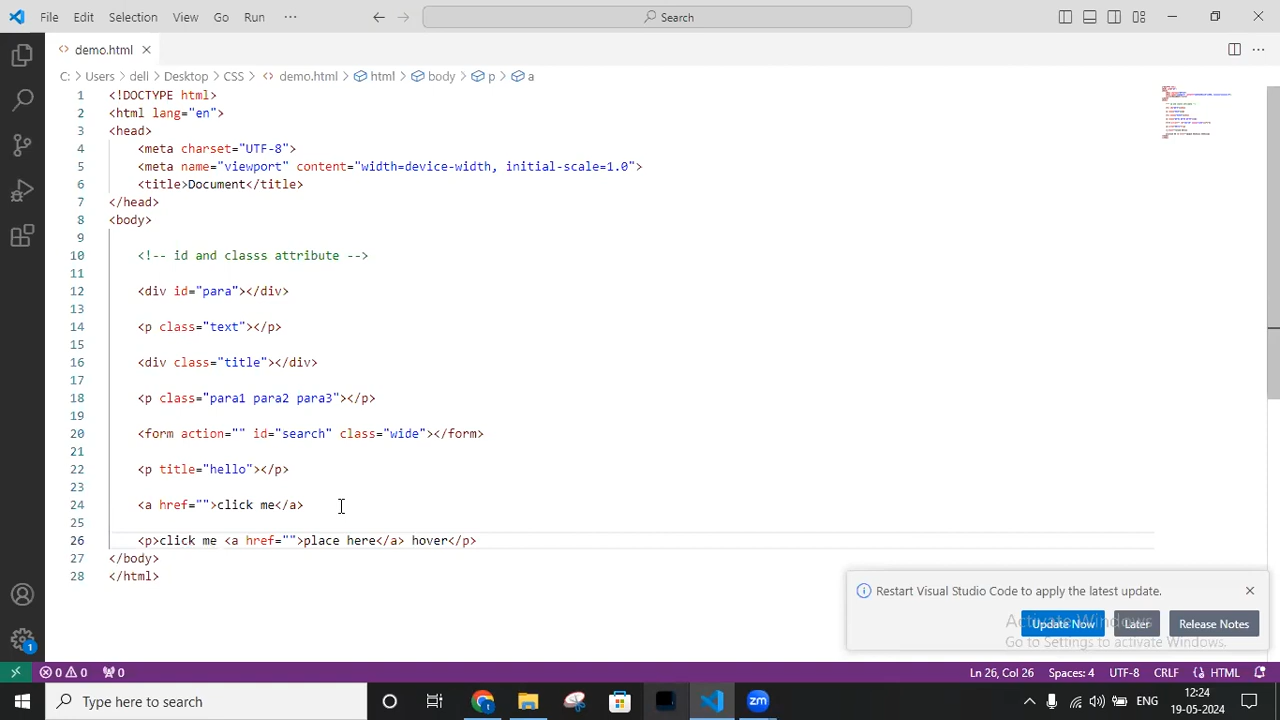 File Edit Selection View Go Run ··· Search
demo.html
C: > Users > dell > Desktop > CSS > demo.html > html > body > p > a
1 <!DOCTYPE html>
2 <html lang="en">
3 <head>
4 <meta charset="UTF-8">
5 <meta name="viewport" content="width=device-width, initial-scale=1.0">
6 <title>Document</title>
7 </head>
8 <body>
9
10 <!-- id and classs attribute -->
11
12 <div id="para"></div>
13
14 <p class="text"></p>
15
16 <div class="title"></div>
17
18 <p class="para1 para2 para3"></p>
19
20 <form action="" id="search" class="wide"></form>
21
22 <p title="hello"></p>
23
24 <a href="">click me</a>
25
26 <p>click me <a href="">place here</a> hover</p>
27 </body>
28 </html>
Restart Visual Studio Code to apply the latest update.
Update Now Later Release Notes
Activate Windows
Go to Settings to activate Windows.
1
0 0 0 Ln 26, Col 26 Spaces: 4 UTF-8 CRLF {} HTML
Type here to search
ENG 12:24
19-05-2024